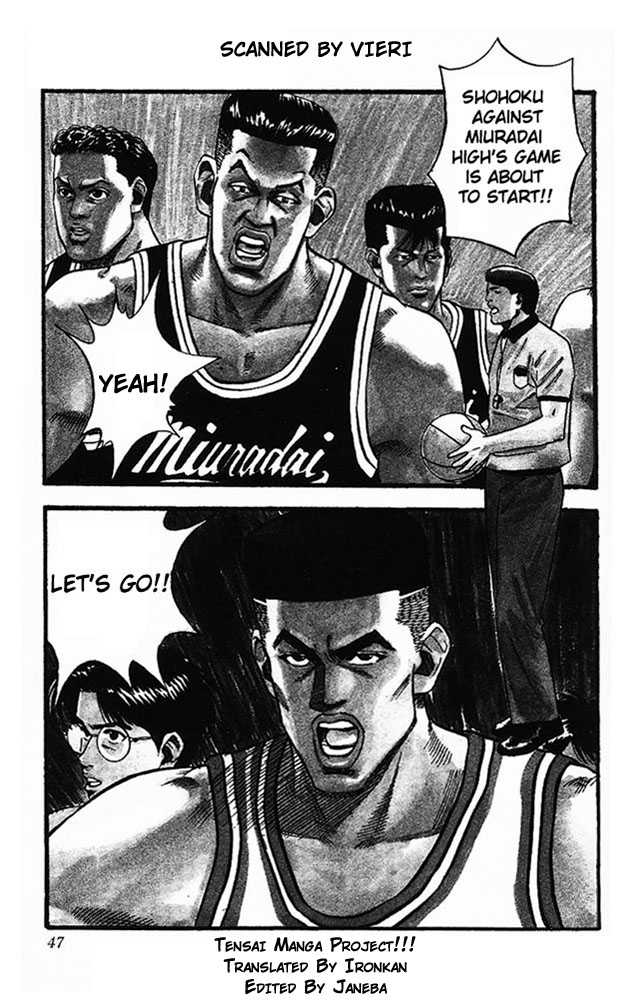 SCANNED BY VIERI
SHOHOKU
AGAINST
MIURADAI
HIGH'S GAME
IS ABOUT
TO START!!
YEAH!
Miuradai
LET'S GO!!
47
TENSAI MANGA PROJECT!!!
TRANSLATED BY IRONKAN
EDITED BY JANEBA